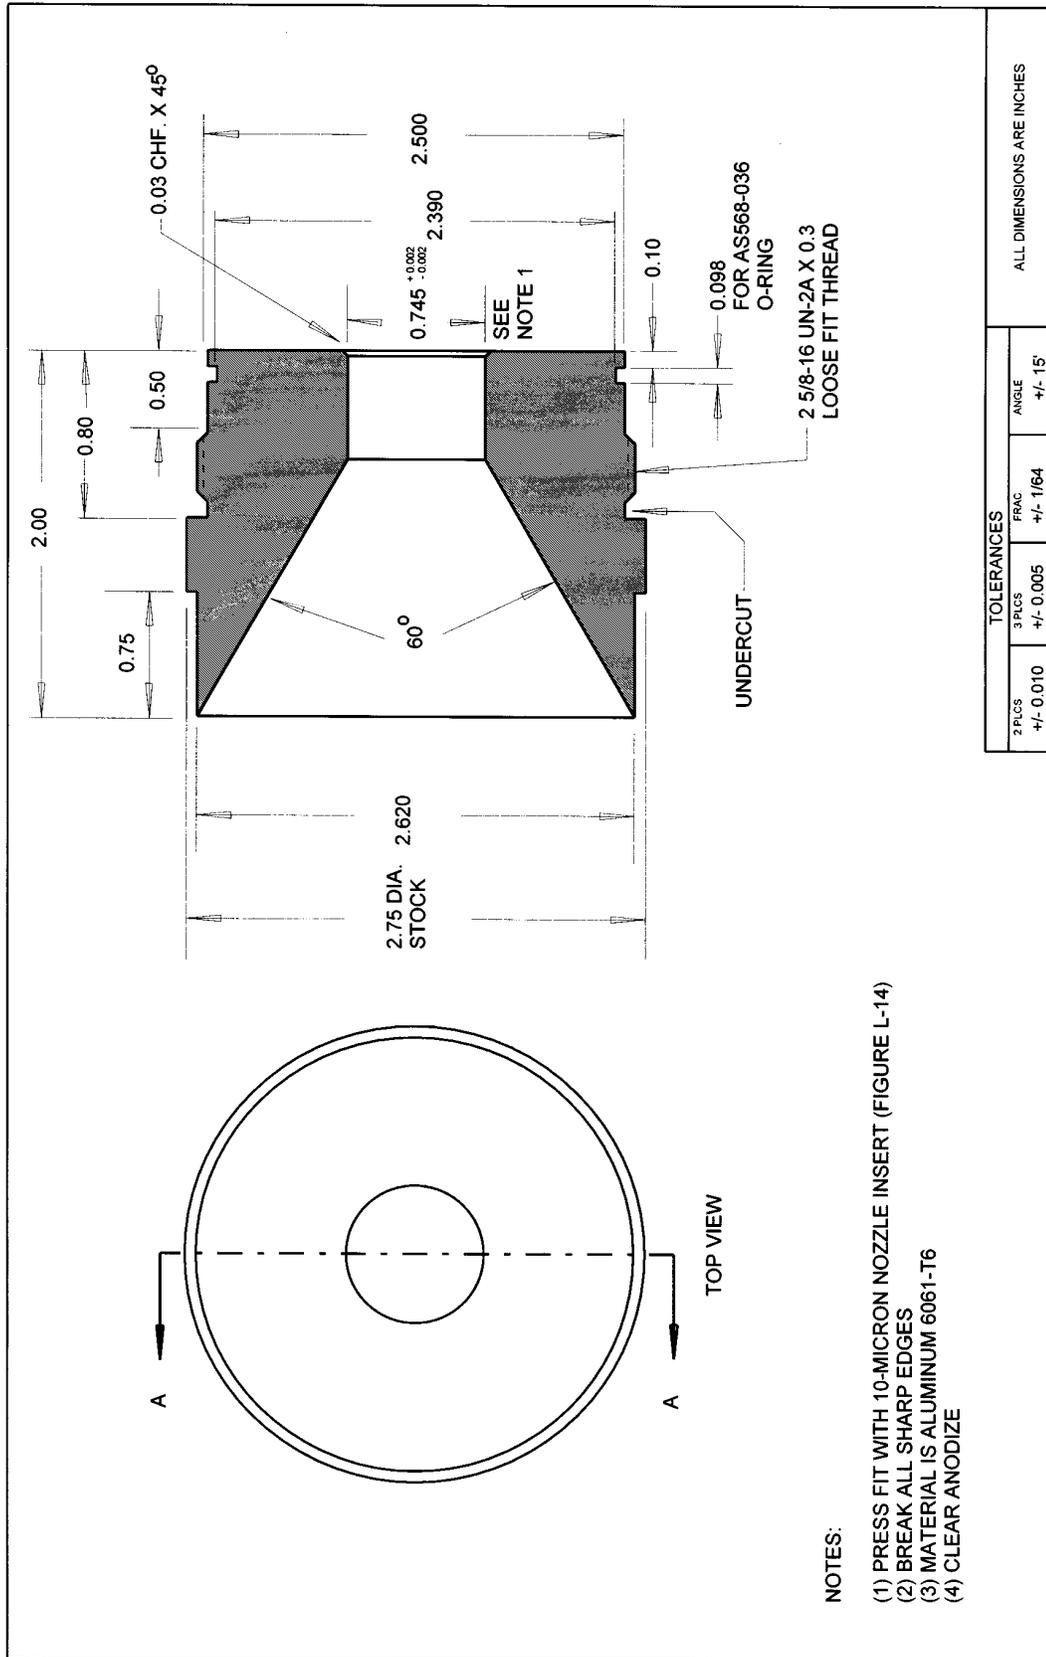 0.03 CHF. X 45°
2.00
0.80
0.50
0.75
2.500
2.390
0.745 +0.002
-0.002
SEE
NOTE 1
60°
0.10
0.098
FOR AS568-036
O-RING
2 5/8-16 UN-2A X 0.3
LOOSE FIT THREAD
UNDERCUT
2.620
2.75 DIA.
STOCK
A
A
TOP VIEW
NOTES:
(1) PRESS FIT WITH 10-MICRON NOZZLE INSERT (FIGURE L-14)
(2) BREAK ALL SHARP EDGES
(3) MATERIAL IS ALUMINUM 6061-T6
(4) CLEAR ANODIZE
TOLERANCES
2 PLCS 3 PLCS FRAC. ANGLE
+/- 0.010 +/- 0.005 +/- 1/64 +/- 15'
ALL DIMENSIONS ARE INCHES